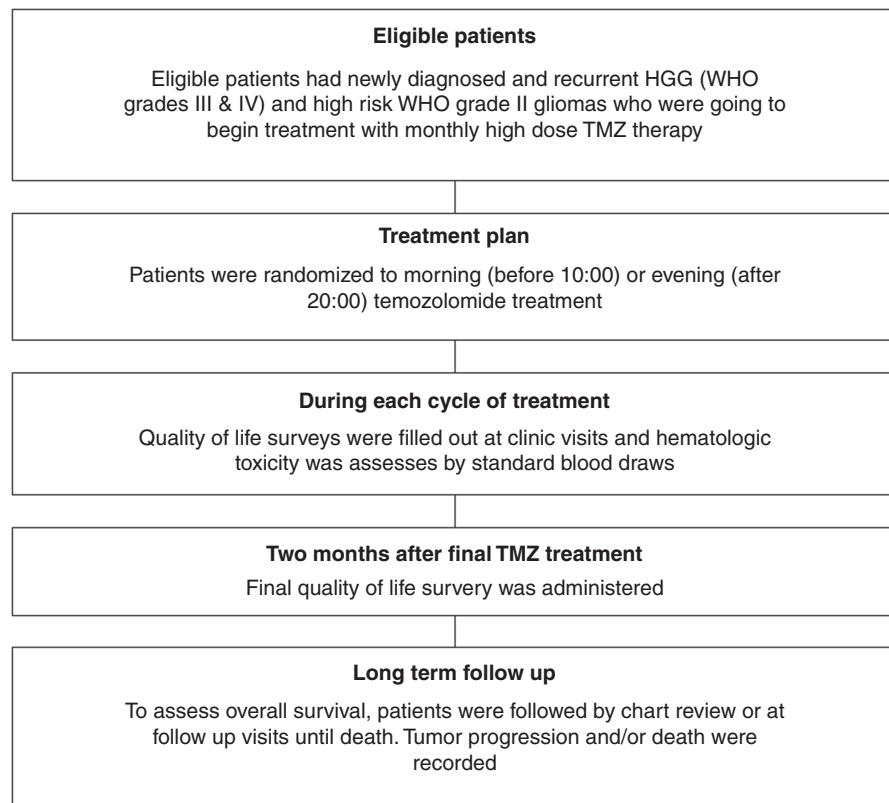 Eligible patients
Eligible patients had newly diagnosed and recurrent HGG (WHO
grades III & IV) and high risk WHO grade II gliomas who were going to
begin treatment with monthly high dose TMZ therapy
Treatment plan
Patients were randomized to morning (before 10:00) or evening (after
20:00) temozolomide treatment
During each cycle of treatment
Quality of life surveys were filled out at clinic visits and hematologic
toxicity was assesses by standard blood draws
Two months after final TMZ treatment
Final quality of life survery was administered
Long term follow up
To assess overall survival, patients were followed by chart review or at
follow up visits until death. Tumor progression and/or death were
recorded